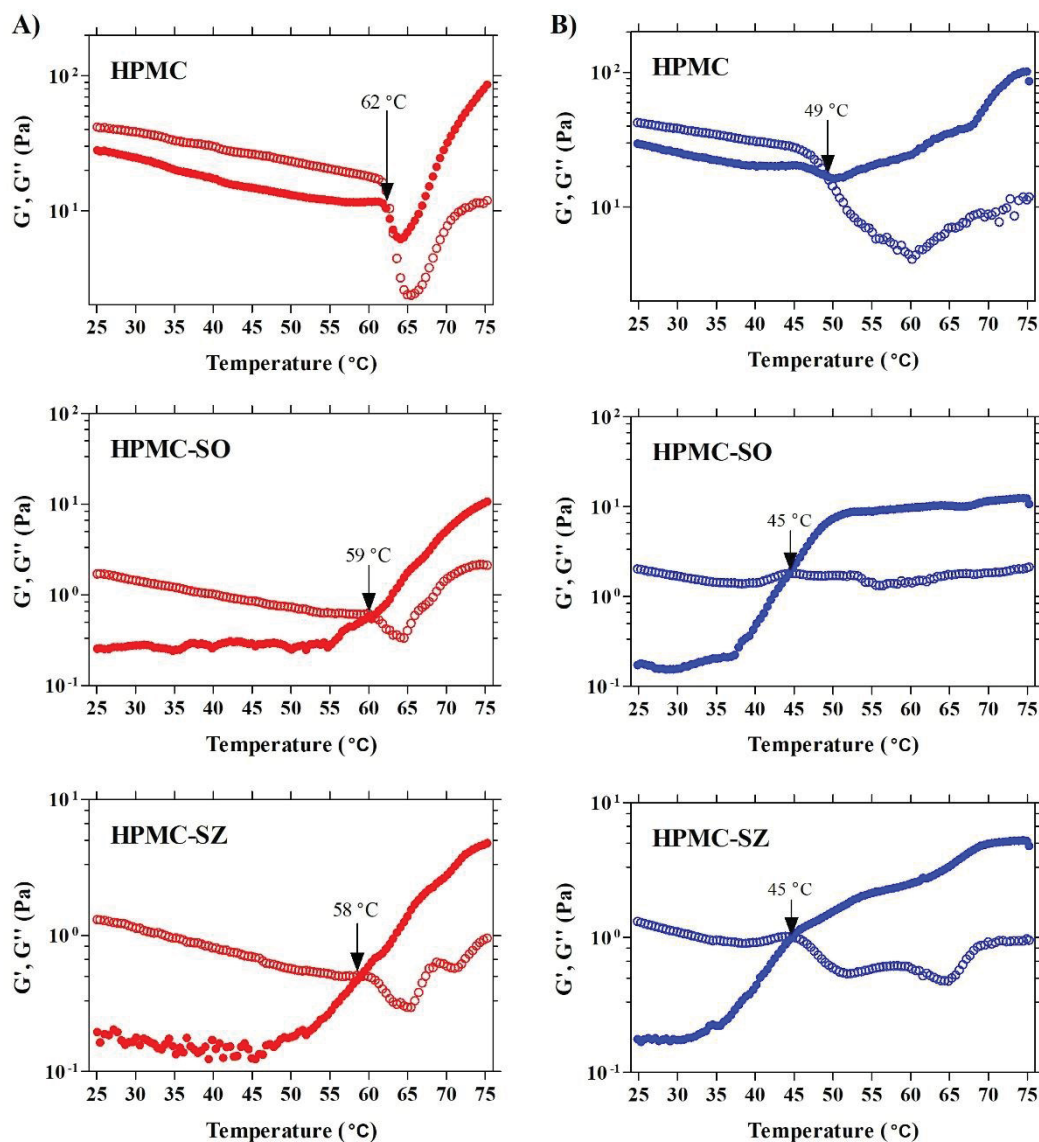 A)
HPMC
10²
10¹
G', G'' (Pa)
62 °C
25 30 35 40 45 50 55 60 65 70 75
Temperature (°C)
B)
HPMC
10²
10¹
G', G'' (Pa)
49 °C
25 30 35 40 45 50 55 60 65 70 75
Temperature (°C)
HPMC-SO
10²
10¹
10⁰
10⁻¹
G', G'' (Pa)
59 °C
25 30 35 40 45 50 55 60 65 70 75
Temperature (°C)
HPMC-SO
10²
10¹
10⁰
10⁻¹
G', G'' (Pa)
45 °C
25 30 35 40 45 50 55 60 65 70 75
Temperature (°C)
HPMC-SZ
10¹
10⁰
10⁻¹
G', G'' (Pa)
58 °C
25 30 35 40 45 50 55 60 65 70 75
Temperature (°C)
HPMC-SZ
10¹
10⁰
10⁻¹
G', G'' (Pa)
45 °C
25 30 35 40 45 50 55 60 65 70 75
Temperature (°C)